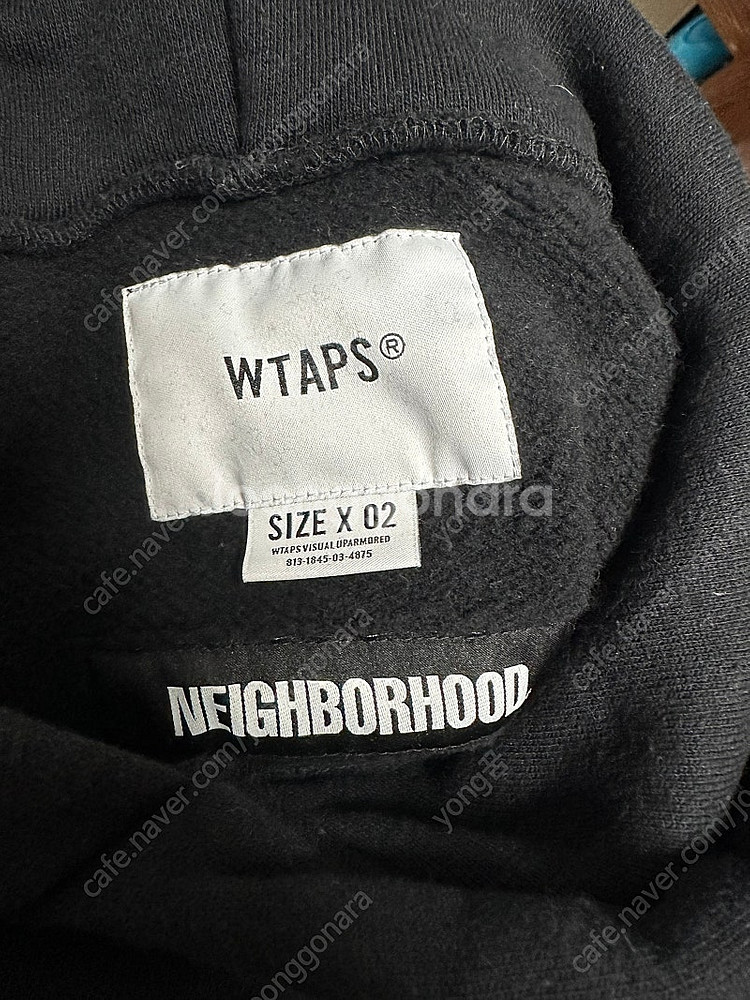 WTAPS®
SIZE X 02
WTAPS VISUAL UPARMORED
813-1845-03-4875
NEIGHBORHOOD
cafe.naver.com/joonggonara